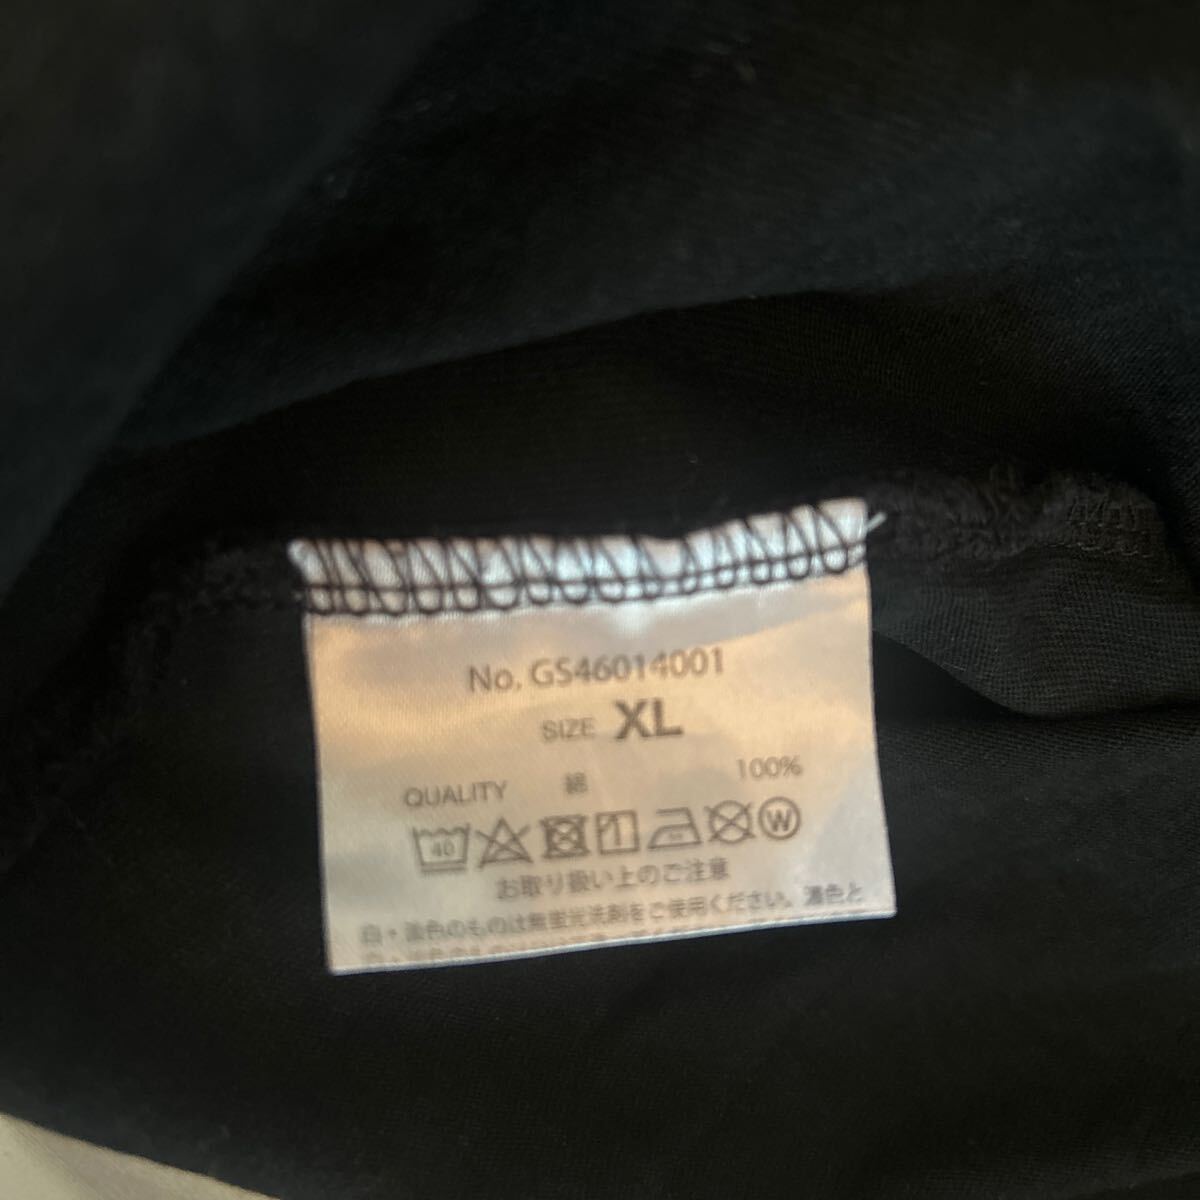 No. GS46014001
SIZE XL
QUALITY 綿 100%
40 W
お取り扱い上のご注意
白・淡色のものは無蛍光洗剤をご使用ください。濃色と